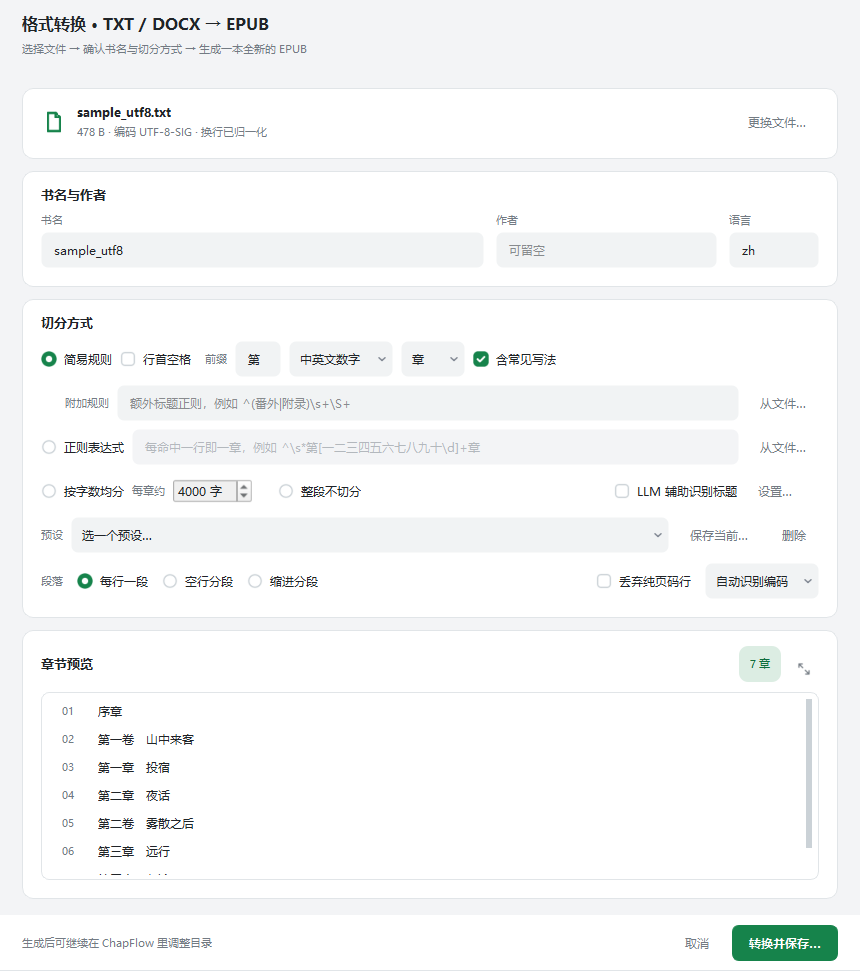 格式转换 • TXT / DOCX → EPUB
选择文件 → 确认书名与切分方式 → 生成一本全新的 EPUB
sample_utf8.txt
478 B · 编码 UTF-8-SIG · 换行已归一化
更换文件...
书名与作者
书名 作者 语言
sample_utf8 可留空 zh
切分方式
简易规则 行首空格 前缀 第 中英文数字 章 含常见写法
附加规则 额外标题正则，例如 ^(番外|附录)\s+\S+ 从文件...
正则表达式 每命中一行即一章，例如 ^\s*第[一二三四五六七八九十\d]+章 从文件...
按字数均分 每章约 4000 字 整段不切分 LLM 辅助识别标题 设置...
预设 选一个预设... 保存当前... 删除
段落 每行一段 空行分段 缩进分段 丢弃纯页码行 自动识别编码
章节预览 7 章
01 序章
02 第一卷 山中来客
03 第一章 投宿
04 第二章 夜话
05 第二卷 雾散之后
06 第三章 远行
生成后可继续在 ChapFlow 里调整目录 取消 转换并保存...